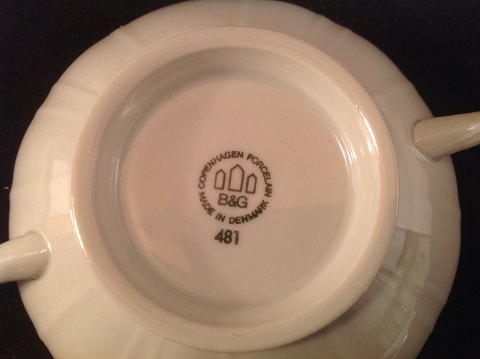 COPENHAGEN PORCELAIN
B&G
MADE IN DENMARK
481